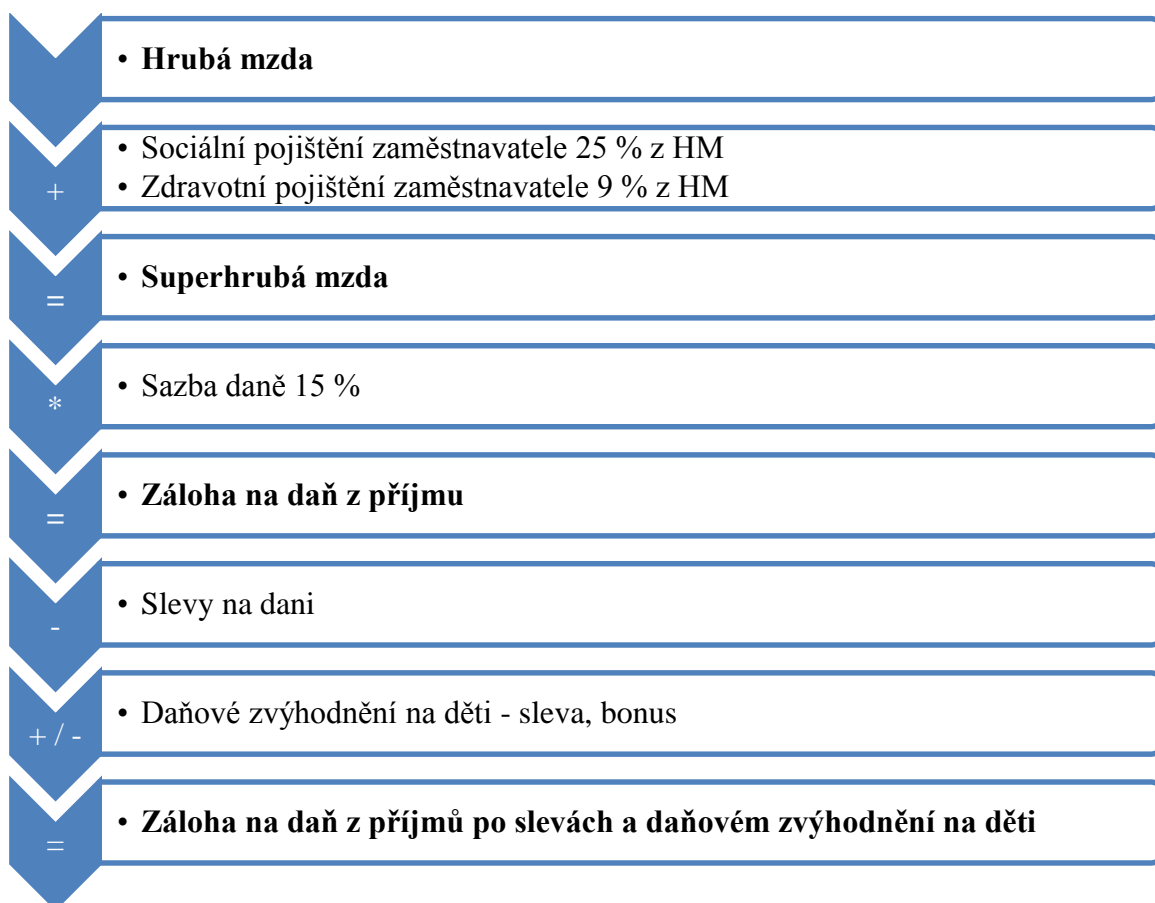 • Hrubá mzda
+
• Sociální pojištění zaměstnavatele 25 % z HM
• Zdravotní pojištění zaměstnavatele 9 % z HM
=
• Superhrubá mzda
*
• Sazba daně 15 %
=
• Záloha na daň z příjmu
-
• Slevy na dani
+ / -
• Daňové zvýhodnění na děti - sleva, bonus
=
• Záloha na daň z příjmů po slevách a daňovém zvýhodnění na děti